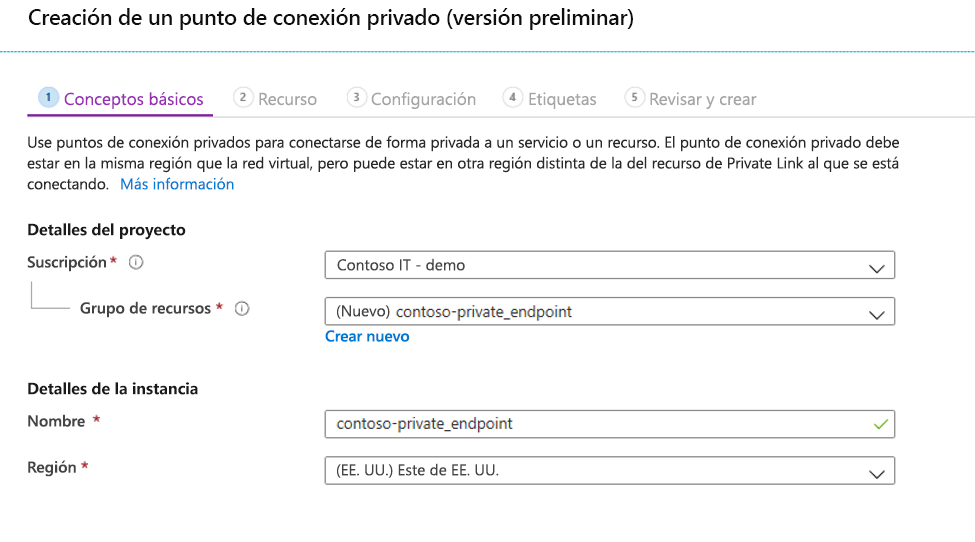 Creación de un punto de conexión privado (versión preliminar)
1 Conceptos básicos 2 Recurso 3 Configuración 4 Etiquetas 5 Revisar y crear
Use puntos de conexión privados para conectarse de forma privada a un servicio o un recurso. El punto de conexión privado debe
estar en la misma región que la red virtual, pero puede estar en otra región distinta de la del recurso de Private Link al que se está
conectando. Más información
Detalles del proyecto
Suscripción * Contoso IT - demo
Grupo de recursos * (Nuevo) contoso-private_endpoint
Crear nuevo
Detalles de la instancia
Nombre * contoso-private_endpoint
Región * (EE. UU.) Este de EE. UU.